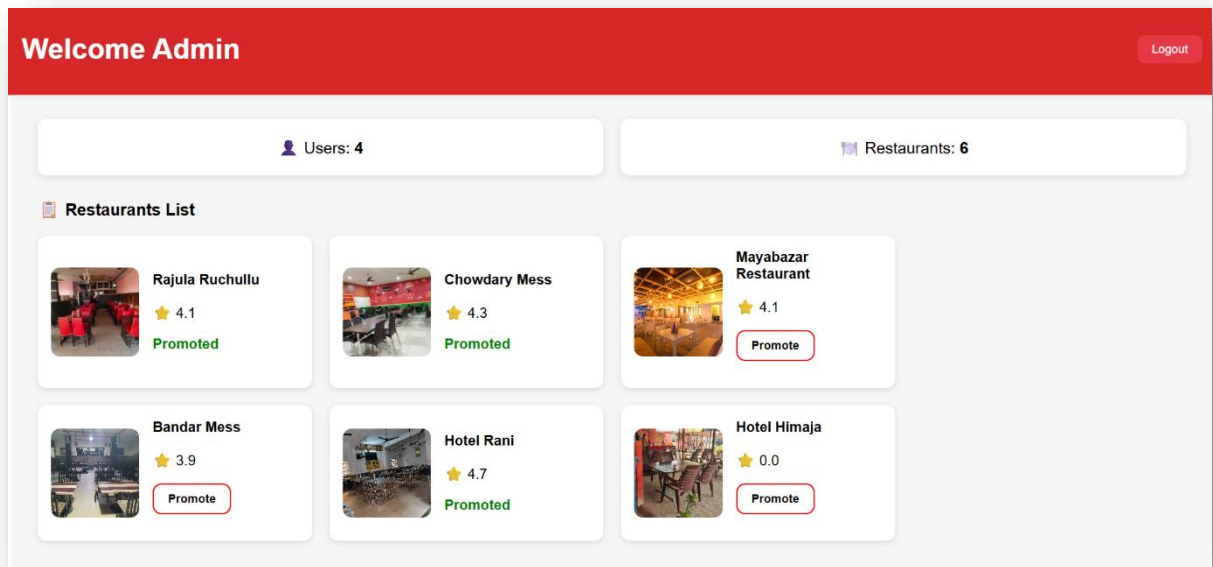 Welcome Admin
Logout
Users: 4
Restaurants: 6
Restaurants List
Rajula Ruchullu
4.1
Promoted
Chowdary Mess
4.3
Promoted
Mayabazar
Restaurant
4.1
Promote
Bandar Mess
3.9
Promote
Hotel Rani
4.7
Promoted
Hotel Himaja
0.0
Promote